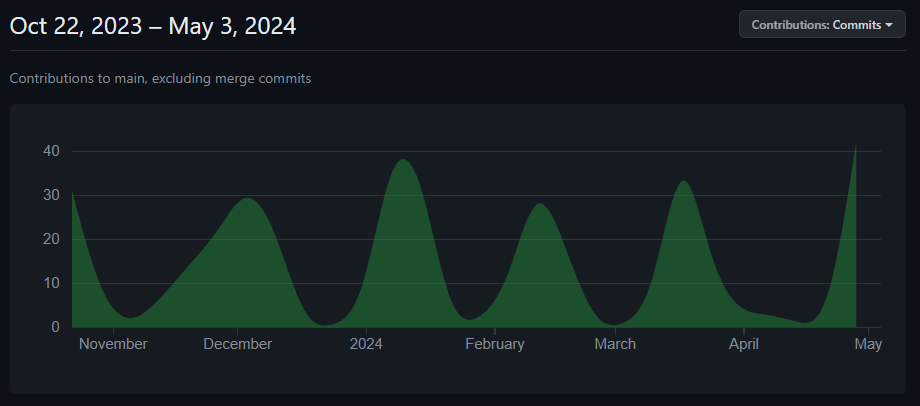 Oct 22, 2023 – May 3, 2024
Contributions: Commits
Contributions to main, excluding merge commits
40
30
20
10
0
November December 2024 February March April May